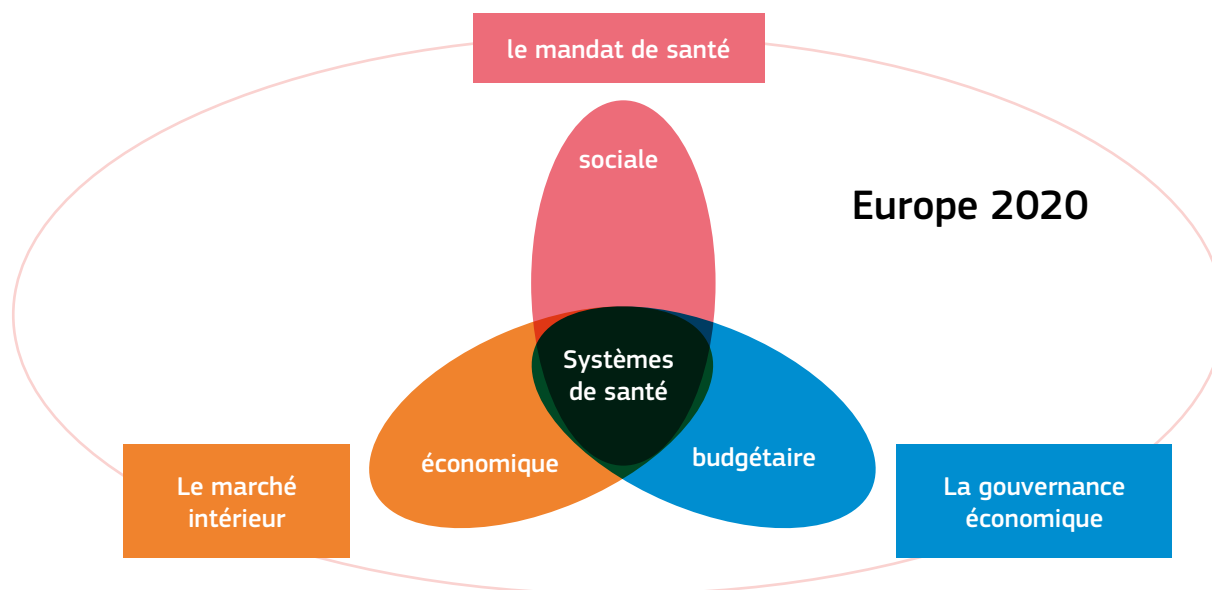 le mandat de santé
sociale
Europe 2020
Systèmes
de santé
économique
budgétaire
Le marché
intérieur
La gouvernance
économique